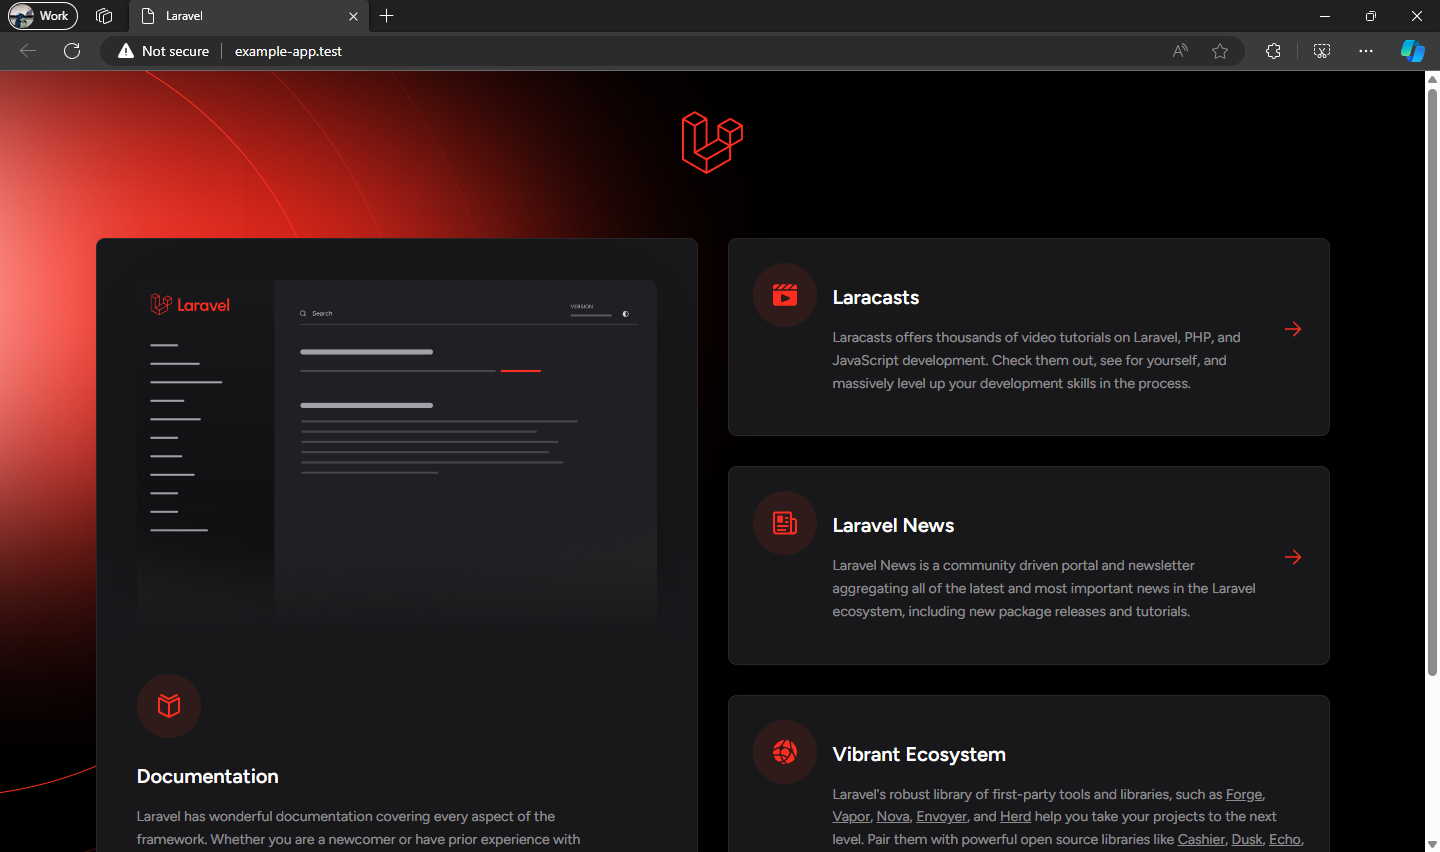 Work
Laravel
Not secure
example-app.test
Laravel
Search
VERSION
Documentation
Laravel has wonderful documentation covering every aspect of the
framework. Whether you are a newcomer or have prior experience with
Laracasts
Laracasts offers thousands of video tutorials on Laravel, PHP, and
JavaScript development. Check them out, see for yourself, and
massively level up your development skills in the process.
Laravel News
Laravel News is a community driven portal and newsletter
aggregating all of the latest and most important news in the Laravel
ecosystem, including new package releases and tutorials.
Vibrant Ecosystem
Laravel's robust library of first-party tools and libraries, such as Forge,
Vapor, Nova, Envoyer, and Herd help you take your projects to the next
level. Pair them with powerful open source libraries like Cashier, Dusk, Echo,